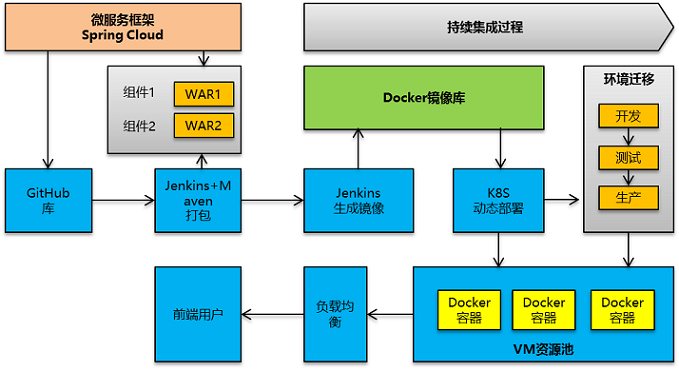 微服务框架
Spring Cloud
持续集成过程
组件1
WAR1
组件2
WAR2
Docker镜像库
环境迁移
开发
测试
生产
GitHub
库
Jenkins+M
aven
打包
Jenkins
生成镜像
K8S
动态部署
前端用户
负载均
衡
Docker
容器
Docker
容器
Docker
容器
VM资源池